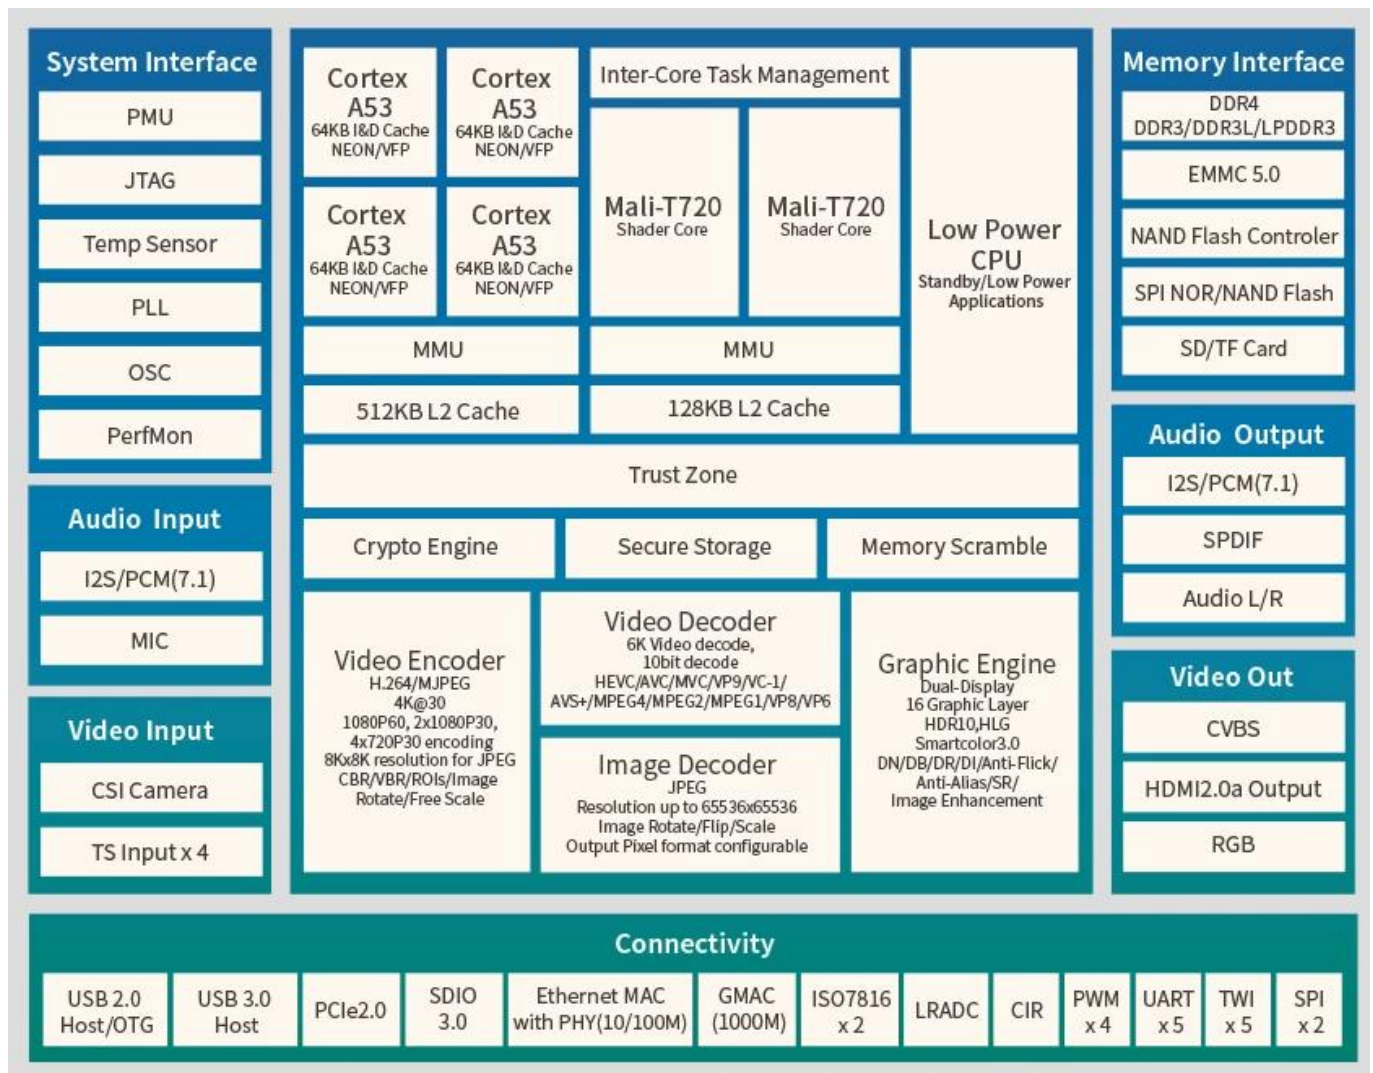 System Interface
PMU
JTAG
Temp Sensor
PLL
OSC
PerfMon
Audio Input
I2S/PCM(7.1)
MIC
Video Input
CSI Camera
TS Input x 4
Cortex
A53
64KB I&D Cache
NEON/VFP
Cortex
A53
64KB I&D Cache
NEON/VFP
Cortex
A53
64KB I&D Cache
NEON/VFP
Cortex
A53
64KB I&D Cache
NEON/VFP
MMU
512KB L2 Cache
Inter-Core Task Management
Mali-T720
Shader Core
Mali-T720
Shader Core
MMU
128KB L2 Cache
Low Power
CPU
Standby/Low Power
Applications
Trust Zone
Crypto Engine
Secure Storage
Memory Scramble
Video Encoder
H.264/MJPEG
4K@30
1080P60, 2x1080P30,
4x720P30 encoding
8Kx8K resolution for JPEG
CBR/VBR/ROIs/Image
Rotate/Free Scale
Video Decoder
6K Video decode,
10bit decode
HEVC/AVC/MVC/VP9/VC-1/
AVS+/MPEG4/MPEG2/MPEG1/VP8/VP6
Image Decoder
JPEG
Resolution up to 65536x65536
Image Rotate/Flip/Scale
Output Pixel format configurable
Graphic Engine
Dual-Display
16 Graphic Layer
HDR10,HLG
Smartcolor3.0
DN/DB/DR/DI/Anti-Flick/
Anti-Alias/SR/
Image Enhancement
Memory Interface
DDR4
DDR3/DDR3L/LPDDR3
EMMC 5.0
NAND Flash Controler
SPI NOR/NAND Flash
SD/TF Card
Audio Output
I2S/PCM(7.1)
SPDIF
Audio L/R
Video Out
CVBS
HDMI2.0a Output
RGB
Connectivity
USB 2.0
Host/OTG
USB 3.0
Host
PCIe2.0
SDIO
3.0
Ethernet MAC
with PHY(10/100M)
GMAC
(1000M)
ISO7816
x 2
LRADC
CIR
PWM
x 4
UART
x 5
TWI
x 5
SPI
x 2